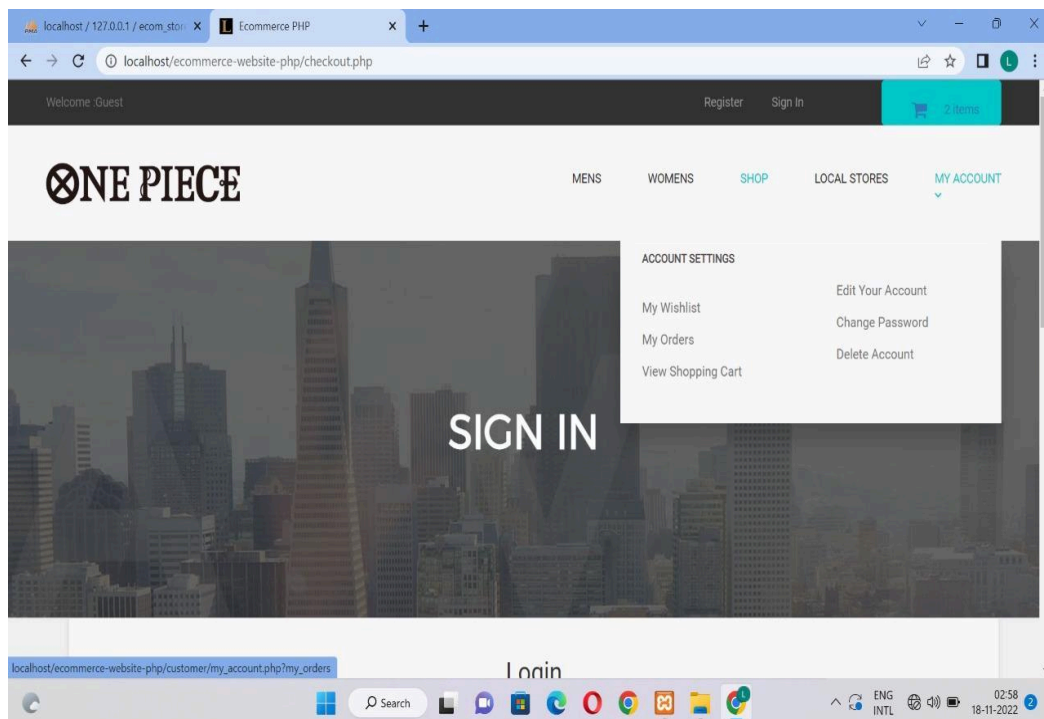 localhost / 127.0.0.1 / ecom_stor
Ecommerce PHP
localhost/ecommerce-website-php/checkout.php
L
Welcome :Guest
Register
Sign In
2 items
ONE PIECE
MENS
WOMENS
SHOP
LOCAL STORES
MY ACCOUNT
ACCOUNT SETTINGS
My Wishlist
My Orders
View Shopping Cart
Edit Your Account
Change Password
Delete Account
SIGN IN
Login
localhost/ecommerce-website-php/customer/my_account.php?my_orders
Search
ENG
INTL
02:58
18-11-2022
2